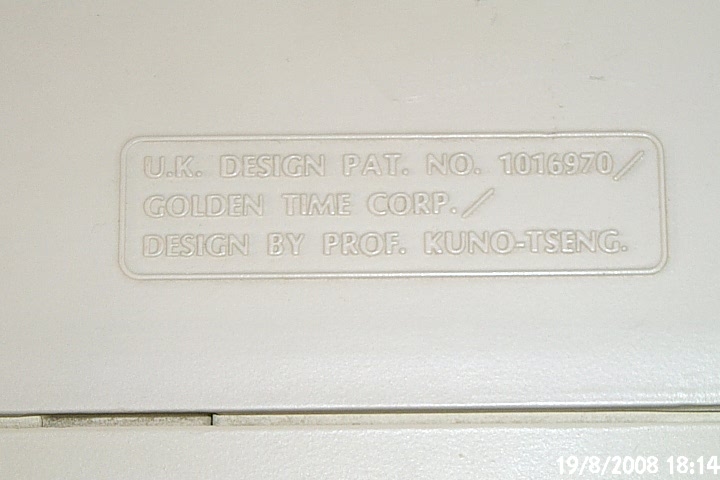 U.K. DESIGN PAT. NO. 1016970/
GOLDEN TIME CORP./
DESIGN BY PROF. KUNO-TSENG.
19/8/2008 18:14